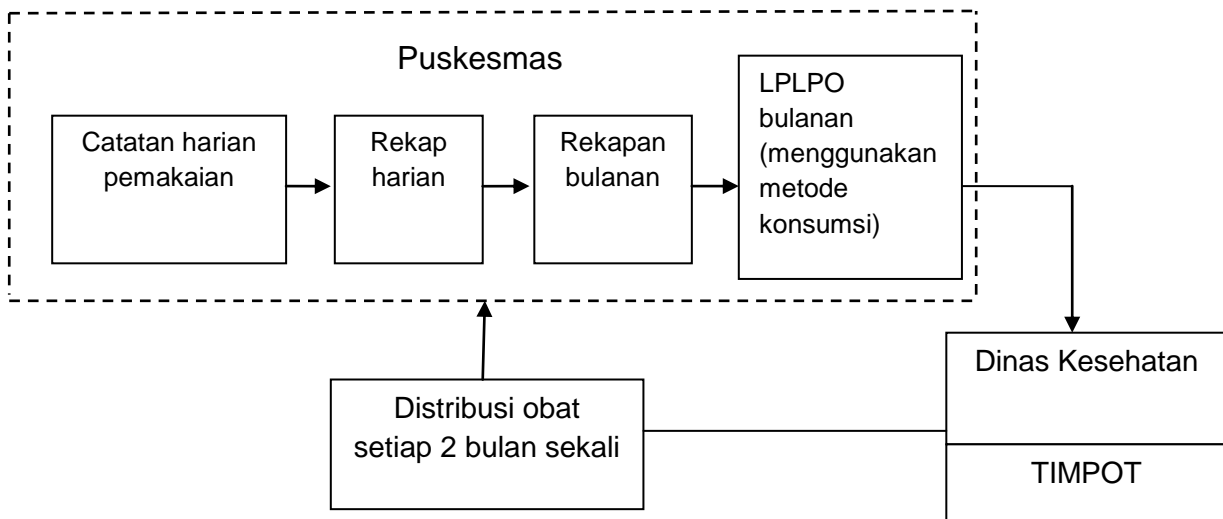 Puskesmas
Catatan harian
pemakaian
Rekap
harian
Rekapan
bulanan
LPLPO
bulanan
(menggunakan
metode
konsumsi)
Dinas Kesehatan
TIMPOT
Distribusi obat
setiap 2 bulan sekali